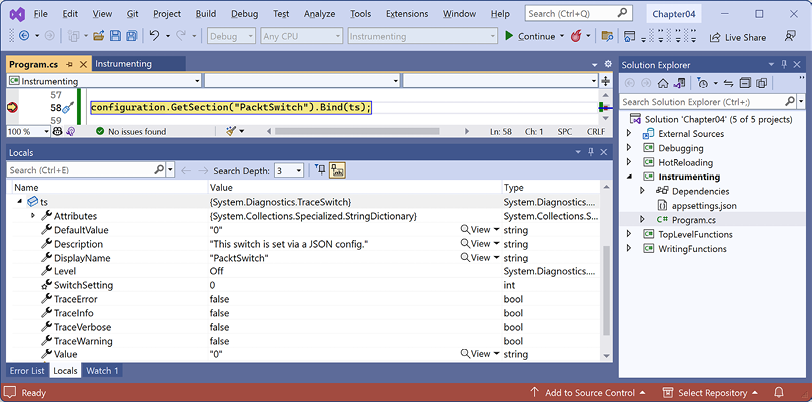 File Edit View Git Project Build Debug Test Analyze Tools Extensions Window Help Search (Ctrl+Q) Chapter04
Debug Any CPU Instrumenting Continue Live Share
Program.cs Instrumenting
Instrumenting
57
58 configuration.GetSection("PacktSwitch").Bind(ts);
59
100 % No issues found Ln: 58 Ch: 1 SPC CRLF
Locals
Search (Ctrl+E) Search Depth: 3
Name Value Type
ts {System.Diagnostics.TraceSwitch} System.Diagnostics....
Attributes {System.Collections.Specialized.StringDictionary} System.Collections.S...
DefaultValue "0" View string
Description "This switch is set via a JSON config." View string
DisplayName "PacktSwitch" View string
Level Off System.Diagnostics....
SwitchSetting 0 int
TraceError false bool
TraceInfo false bool
TraceVerbose false bool
TraceWarning false bool
Value "0" View string
Error List Locals Watch 1
Solution Explorer
Search Solution Explorer (Ctrl+;)
Solution 'Chapter04' (5 of 5 projects)
External Sources
Debugging
HotReloading
Instrumenting
Dependencies
appsettings.json
C# Program.cs
TopLevelFunctions
WritingFunctions
Ready Add to Source Control Select Repository